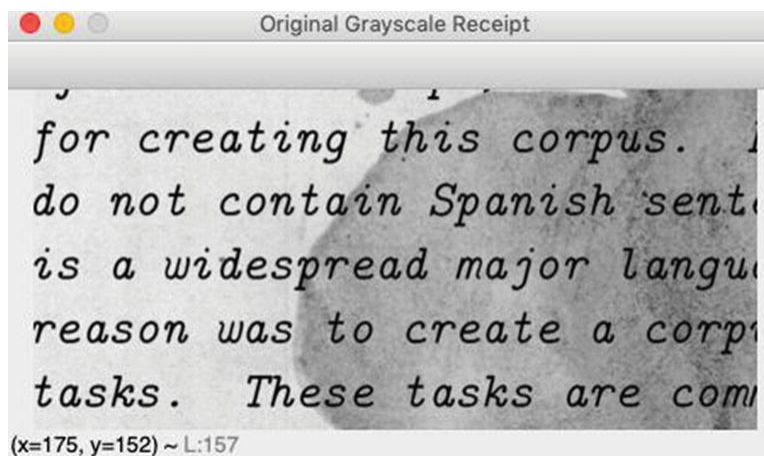 Original Grayscale Receipt
for creating this corpus.
do not contain Spanish
is a widespread major
reason was to create a
tasks. These tasks are
(x=175, y=152) ~ L:157